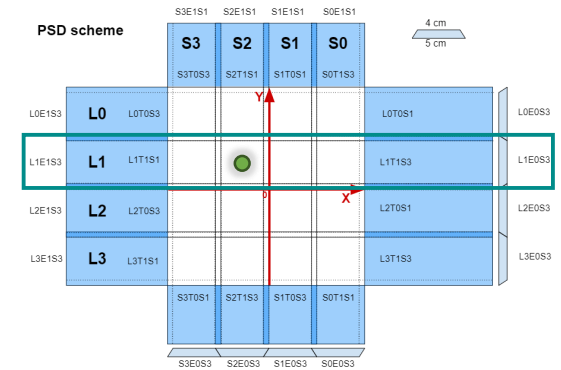 S3E1S1 S2E1S1 S1E1S1 S0E1S1
PSD scheme
4 cm
5 cm
S3 S2 S1 S0
S3T0S3 S2T1S1 S1T0S1 S0T1S3
Y
L0E1S3 L0 L0T0S3 L0T0S1 L0E0S3
L1E1S3 L1 L1T1S1 L1T1S3 L1E0S3
0 X
L2E1S3 L2 L2T0S3 L2T0S1 L2E0S3
L3E1S3 L3 L3T1S1 L3T1S3 L3E0S3
S3T0S1 S2T1S3 S1T0S3 S0T1S1
S3E0S3 S2E0S3 S1E0S3 S0E0S3